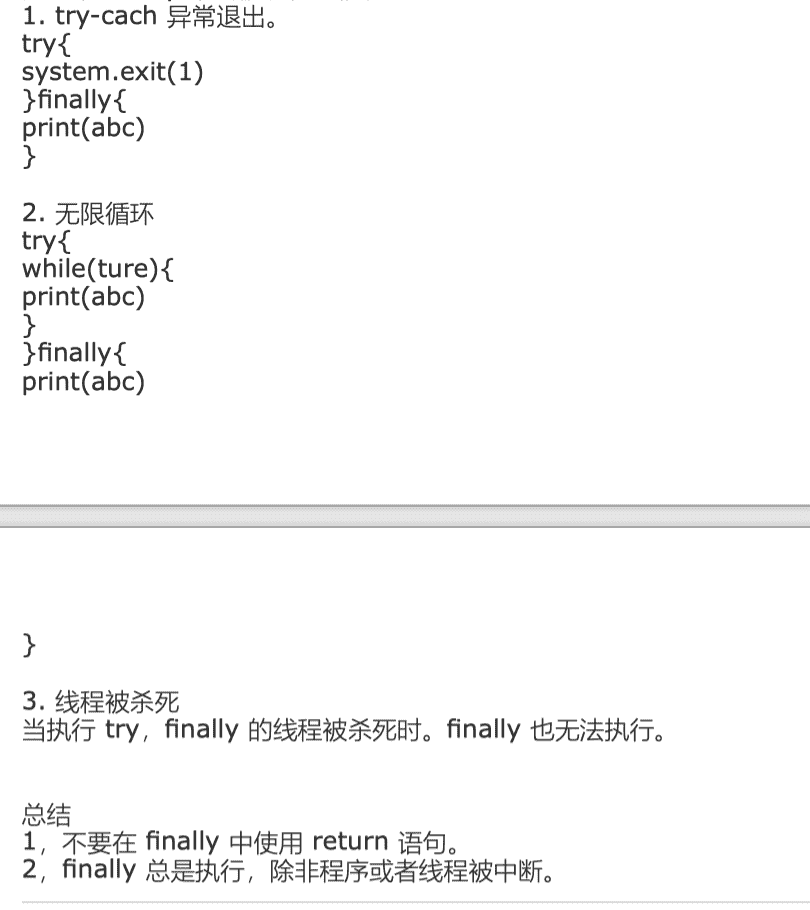 1. try-cach 异常退出。
try{
system.exit(1)
}finally{
print(abc)
}
2. 无限循环
try{
while(ture){
print(abc)
}
}finally{
print(abc)
}
3. 线程被杀死
当执行 try，finally 的线程被杀死时。finally 也无法执行。
总结
1，不要在 finally 中使用 return 语句。
2，finally 总是执行，除非程序或者线程被中断。